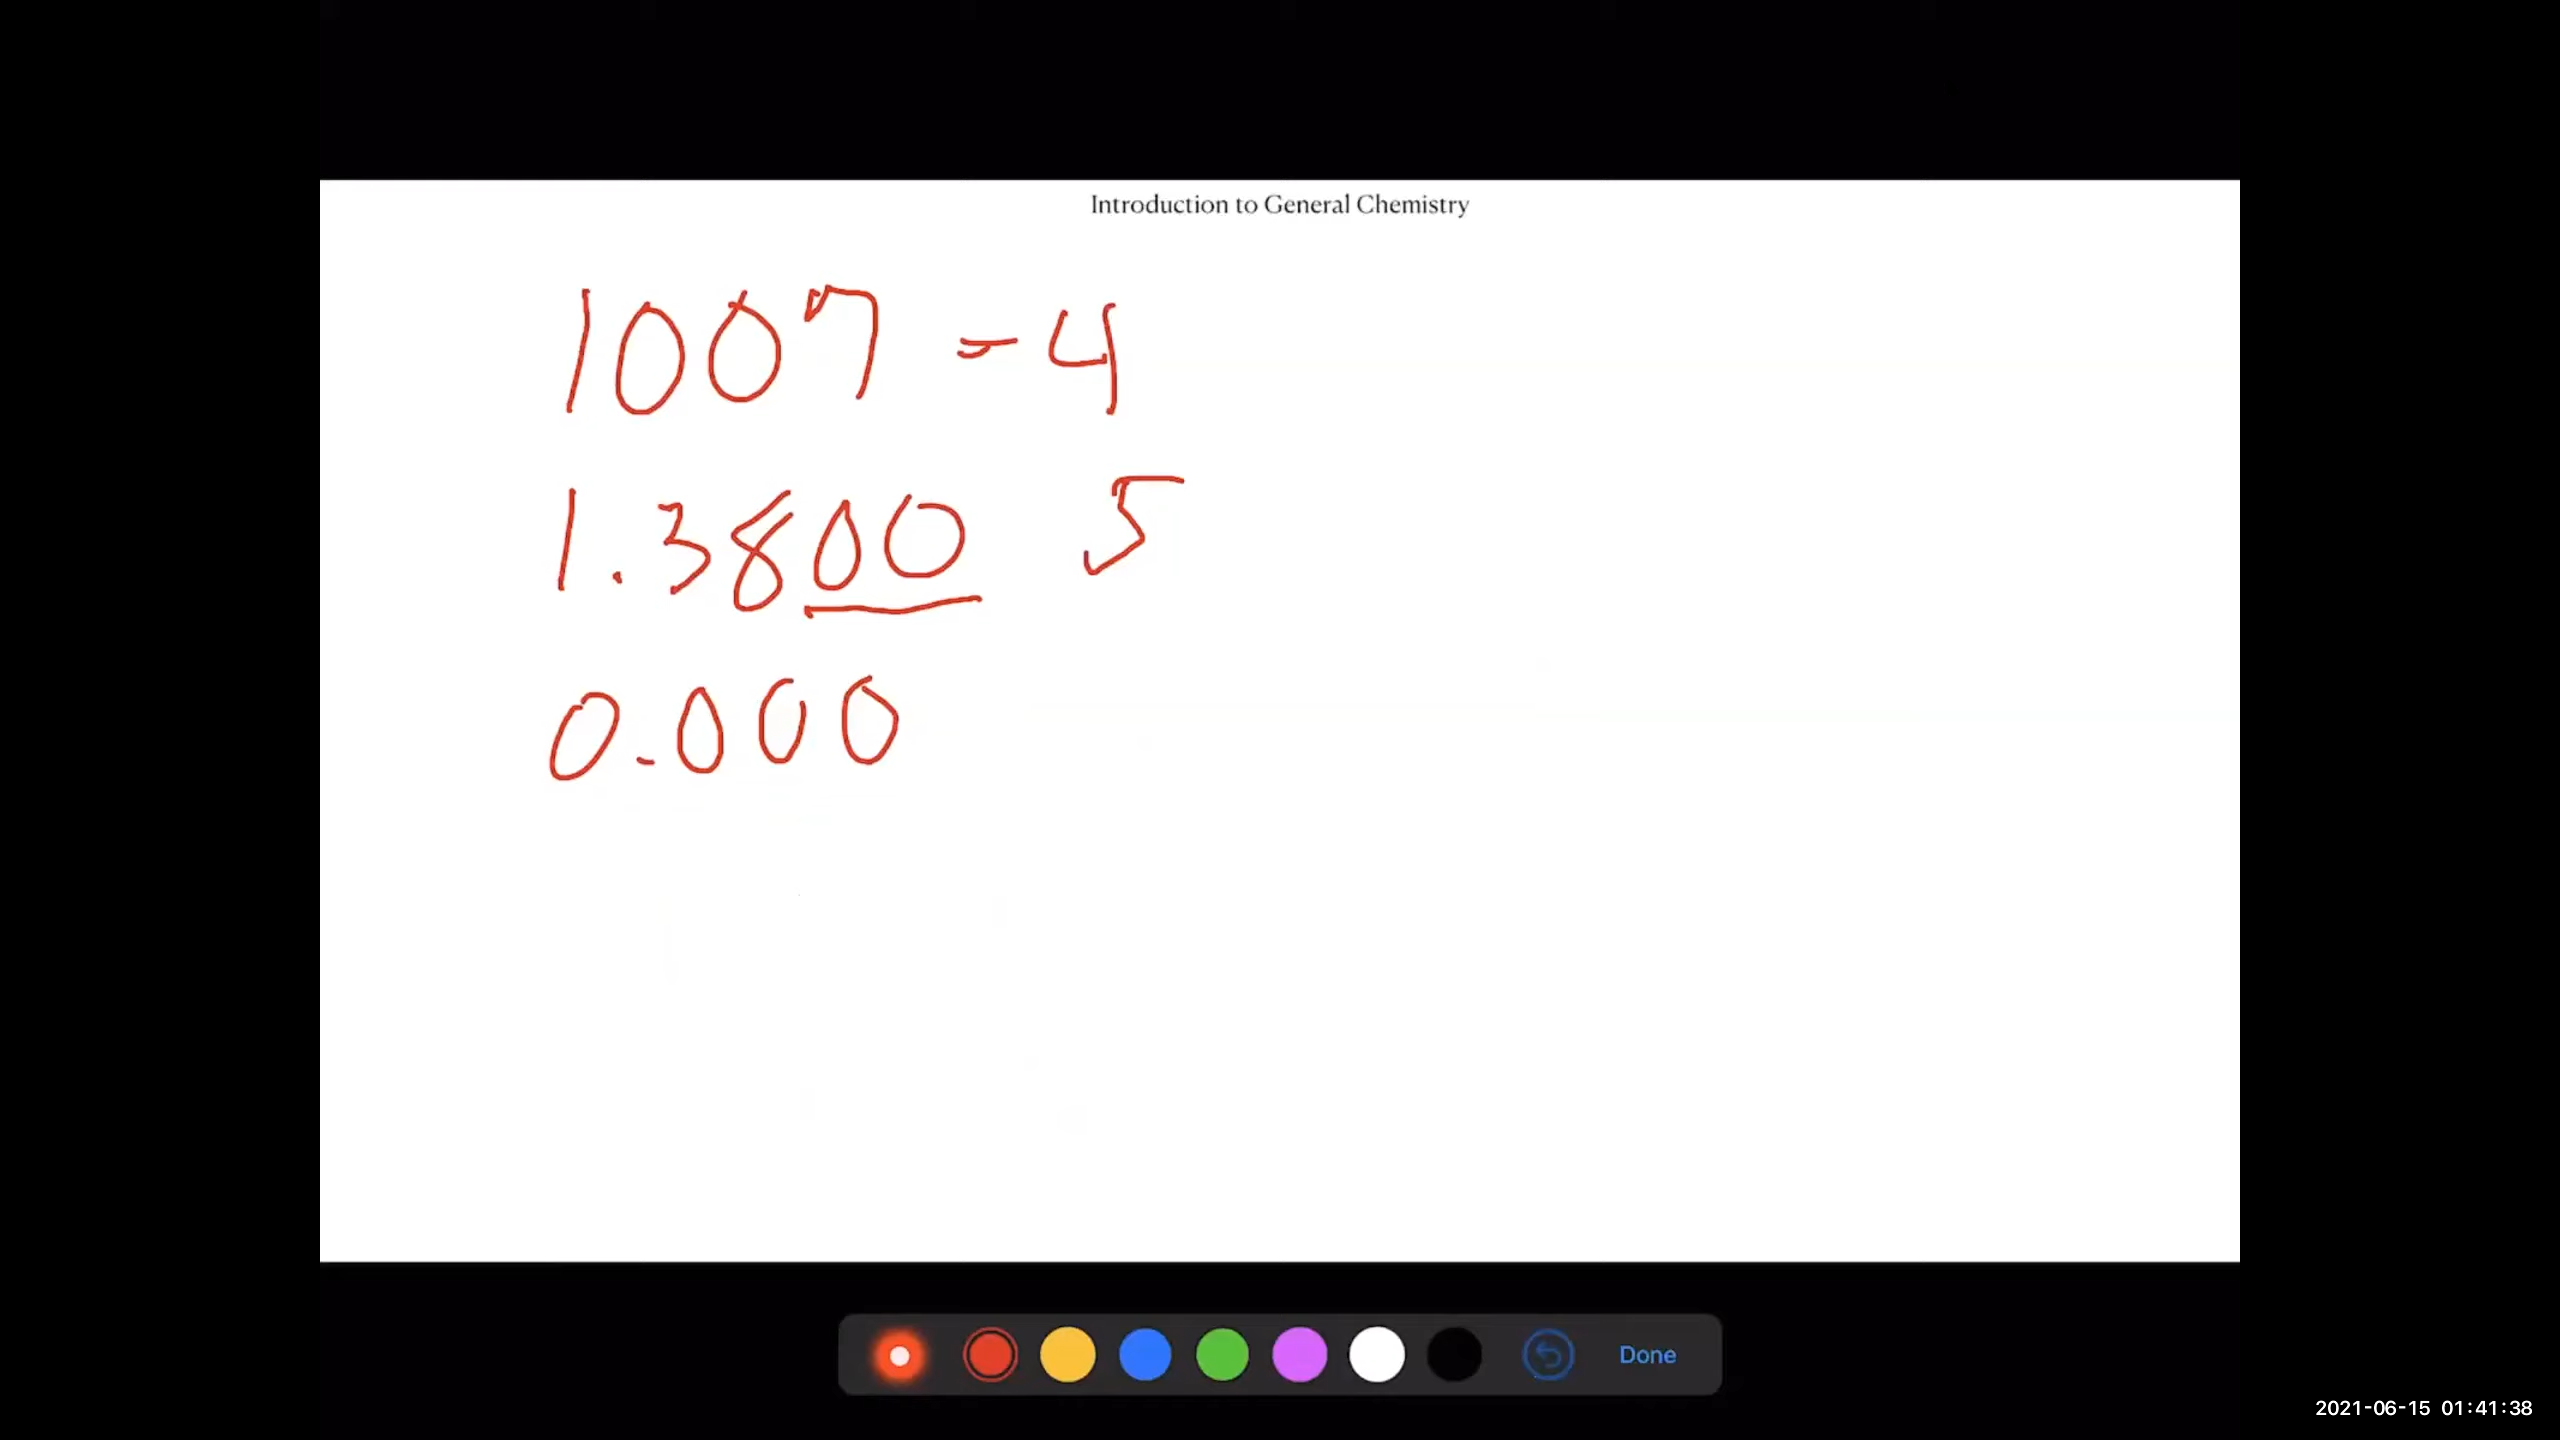 Introduction to General Chemistry
1007 = 4
1.3800 5
0.000
Done
2021-06-15 01:41:38